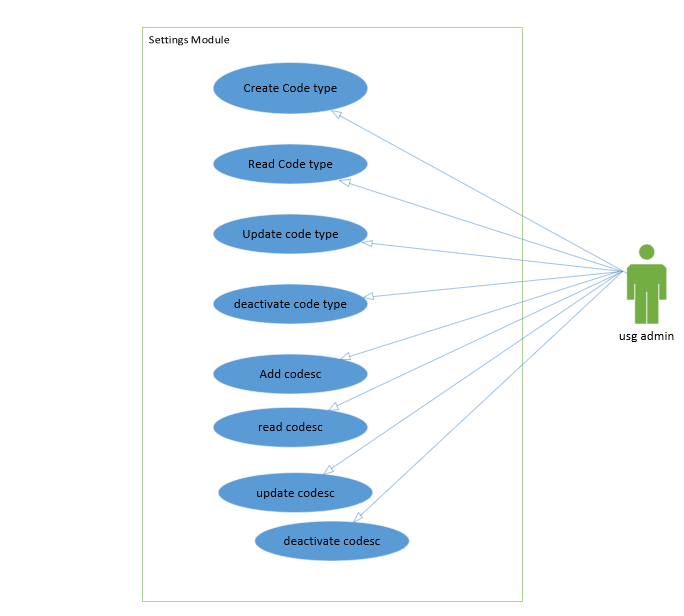 Settings Module
Create Code type
Read Code type
Update code type
deactivate code type
usg admin
Add codesc
read codesc
update codesc
deactivate codesc